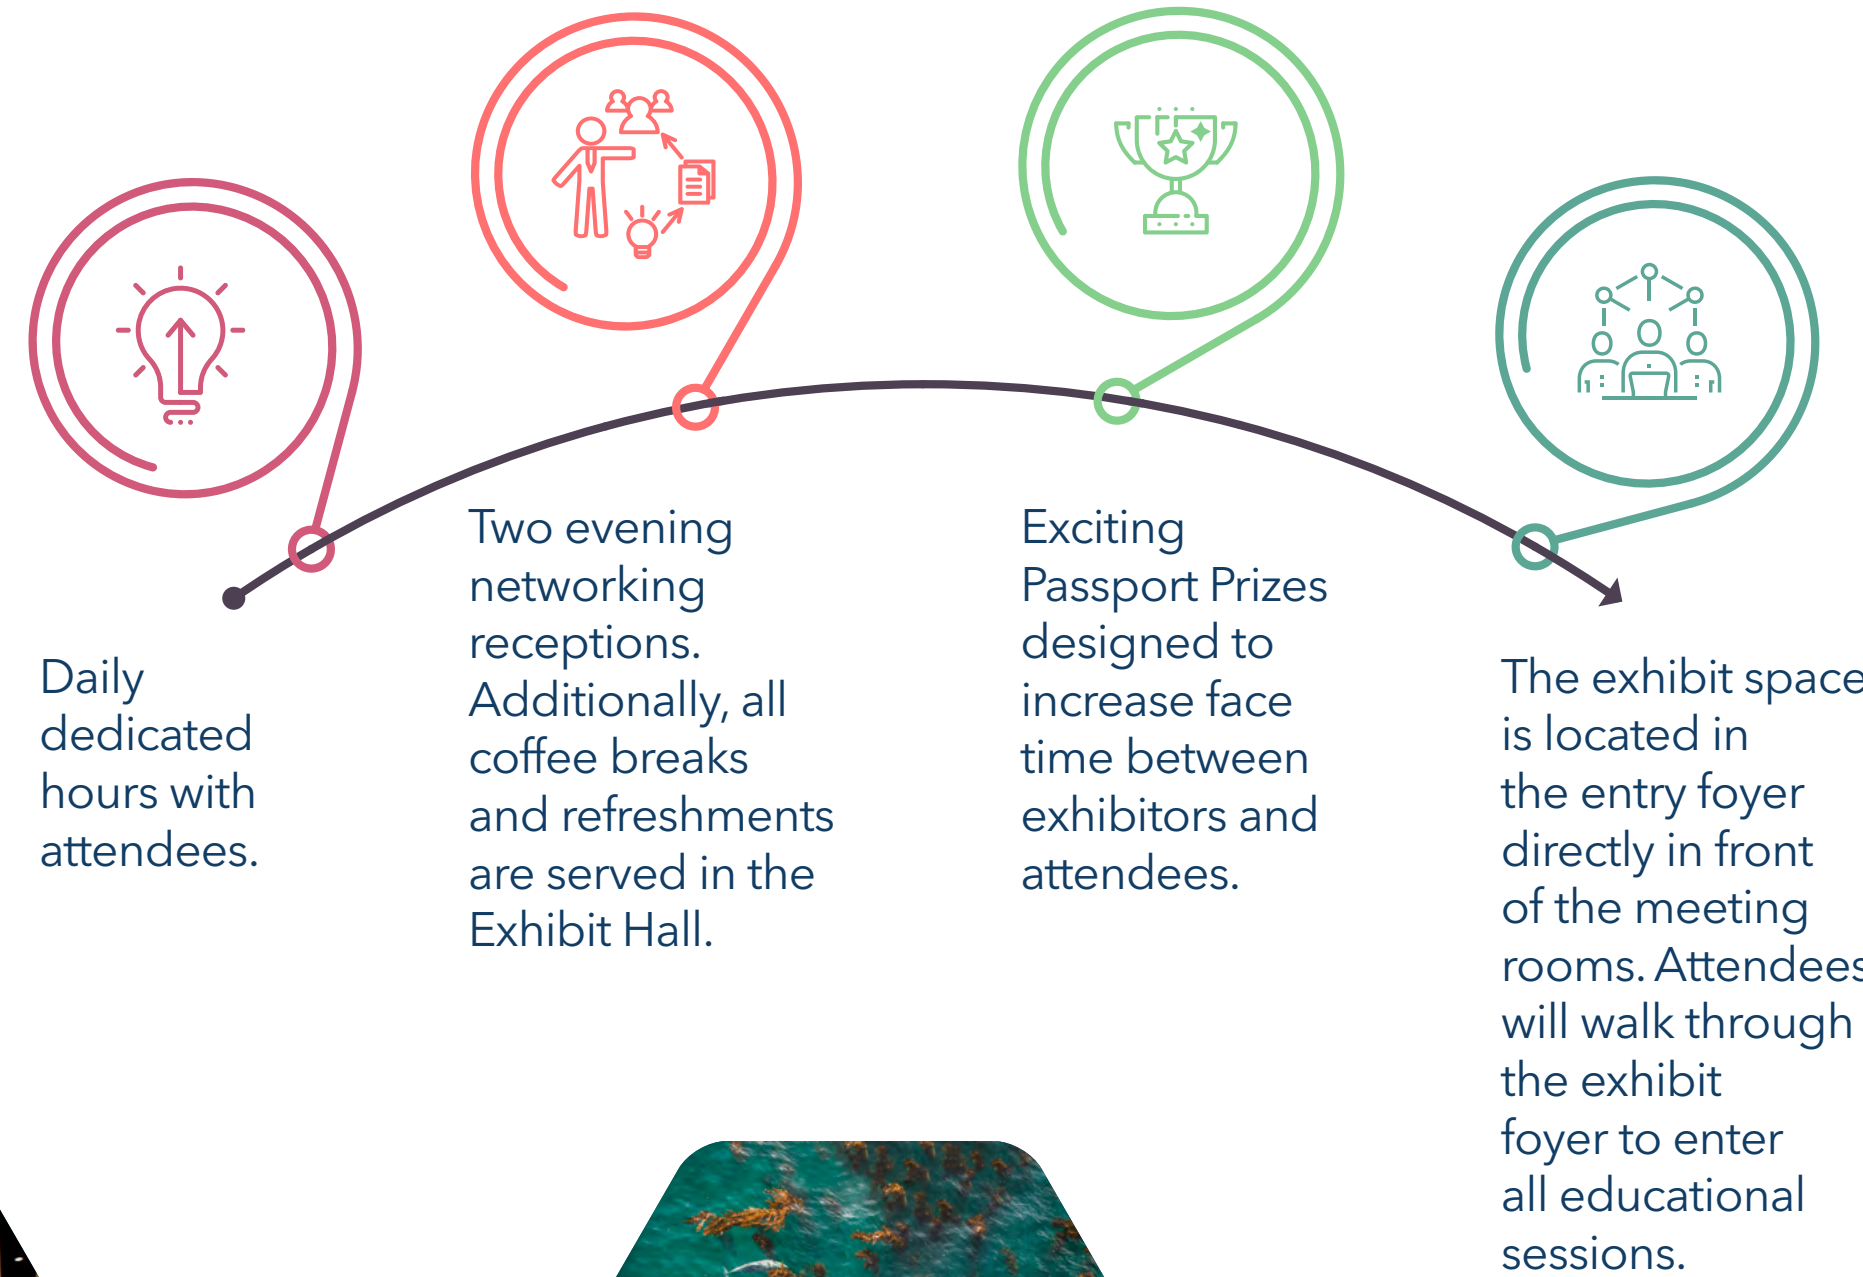 Daily
dedicated
hours with
attendees.
Two evening
networking
receptions.
Additionally, all
coffee breaks
and refreshments
are served in the
Exhibit Hall.
Exciting
Passport Prizes
designed to
increase face
time between
exhibitors and
attendees.
The exhibit space
is located in
the entry foyer
directly in front
of the meeting
rooms. Attendees
will walk through
the exhibit
foyer to enter
all educational
sessions.